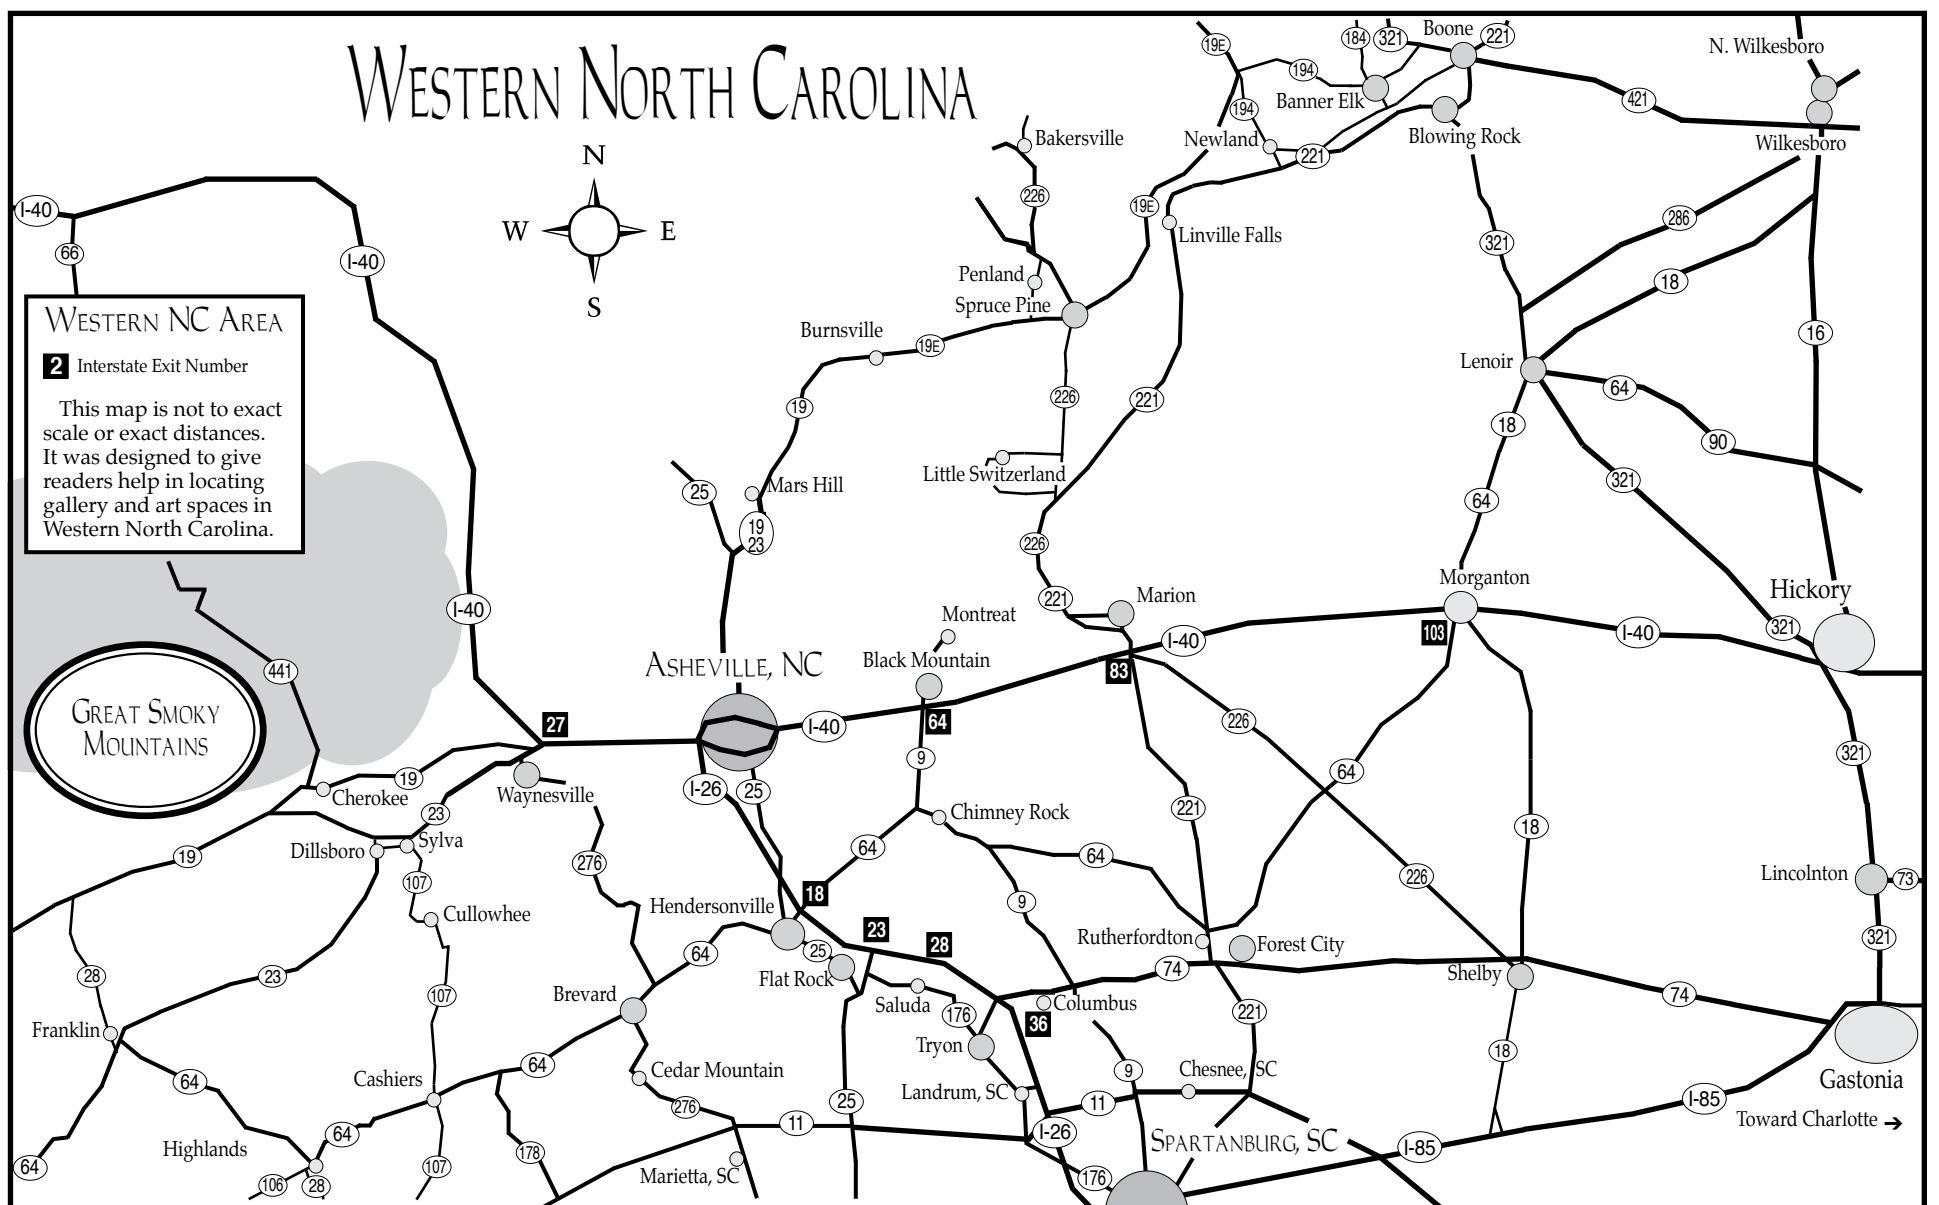 WESTERN NORTH CAROLINA
N
W E
S
WESTERN NC AREA
2 Interstate Exit Number
This map is not to exact
scale or exact distances.
It was designed to give
readers help in locating
gallery and art spaces in
Western North Carolina.
GREAT SMOKY
MOUNTAINS
I-40
66
I-40
I-40
441
27
19
Cherokee
23
Waynesville
19
Dillsboro
Sylva
107
Cullowhee
107
28
23
Franklin
64
64
Highlands
64
106
28
Cashiers
107
64
178
276
Brevard
64
Cedar Mountain
276
11
Marietta, SC
25
19
23
Mars Hill
19
Burnsville
19E
ASHEVILLE, NC
I-40
I-26
25
Hendersonville
18
64
25
Flat Rock
23
28
Saluda
176
Tryon
Landrum, SC
25
36
Columbus
I-26
176
11
9
Chesnee, SC
SPARTANBURG, SC
I-85
I-85
Toward Charlotte
Montreat
Black Mountain
64
9
Chimney Rock
64
9
Bakersville
226
Penland
Spruce Pine
19E
Linville Falls
226
221
Little Switzerland
226
221
Marion
83
I-40
226
221
Rutherfordton
Forest City
74
221
64
226
Shelby
18
18
74
Morganton
103
I-40
64
18
Lenoir
321
286
18
64
90
321
16
Hickory
321
321
Lincolnton
73
321
Gastonia
19E
194
194
Newland
221
184
321
Boone
221
Banner Elk
Blowing Rock
421
N. Wilkesboro
Wilkesboro